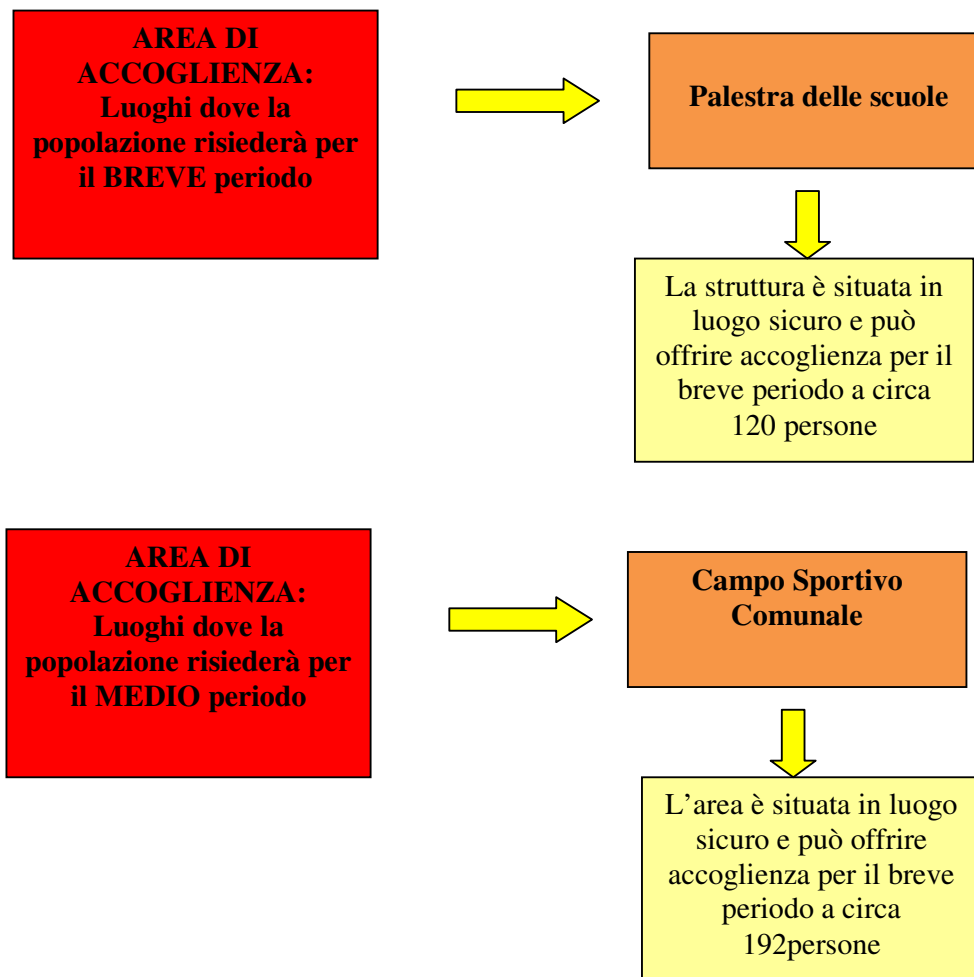 AREA DI
ACCOGLIENZA:
Luoghi dove la
popolazione risiederà per
il BREVE periodo
Palestra delle scuole
La struttura è situata in
luogo sicuro e può
offrire accoglienza per il
breve periodo a circa
120 persone
AREA DI
ACCOGLIENZA:
Luoghi dove la
popolazione risiederà per
il MEDIO periodo
Campo Sportivo
Comunale
L'area è situata in luogo
sicuro e può offrire
accoglienza per il breve
periodo a circa
192persone